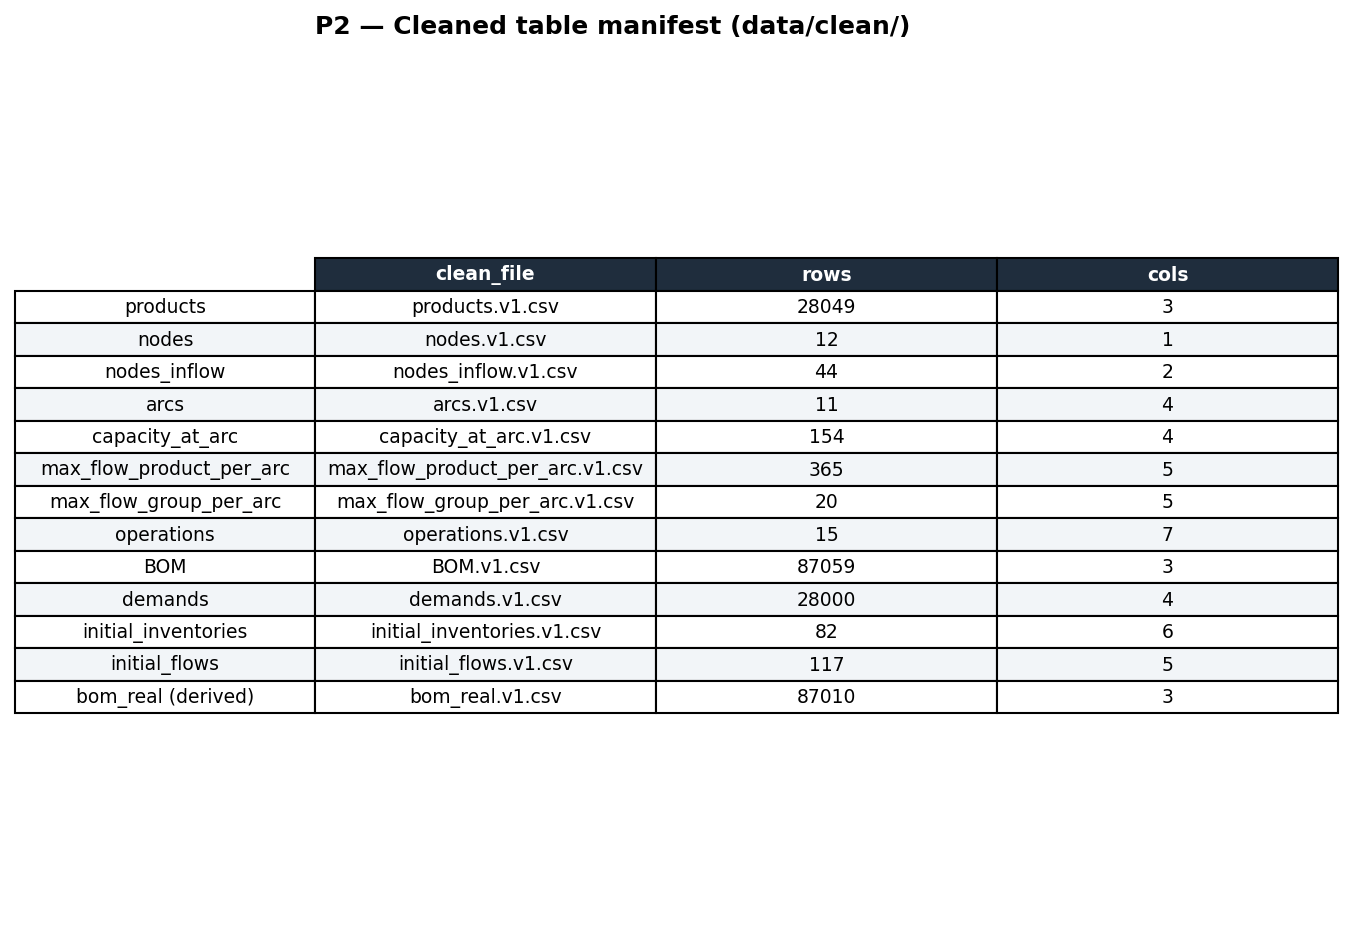 P2 — Cleaned table manifest (data/clean/)
clean_file rows cols
products products.v1.csv 28049 3
nodes nodes.v1.csv 12 1
nodes_inflow nodes_inflow.v1.csv 44 2
arcs arcs.v1.csv 11 4
capacity_at_arc capacity_at_arc.v1.csv 154 4
max_flow_product_per_arc max_flow_product_per_arc.v1.csv 365 5
max_flow_group_per_arc max_flow_group_per_arc.v1.csv 20 5
operations operations.v1.csv 15 7
BOM BOM.v1.csv 87059 3
demands demands.v1.csv 28000 4
initial_inventories initial_inventories.v1.csv 82 6
initial_flows initial_flows.v1.csv 117 5
bom_real (derived) bom_real.v1.csv 87010 3